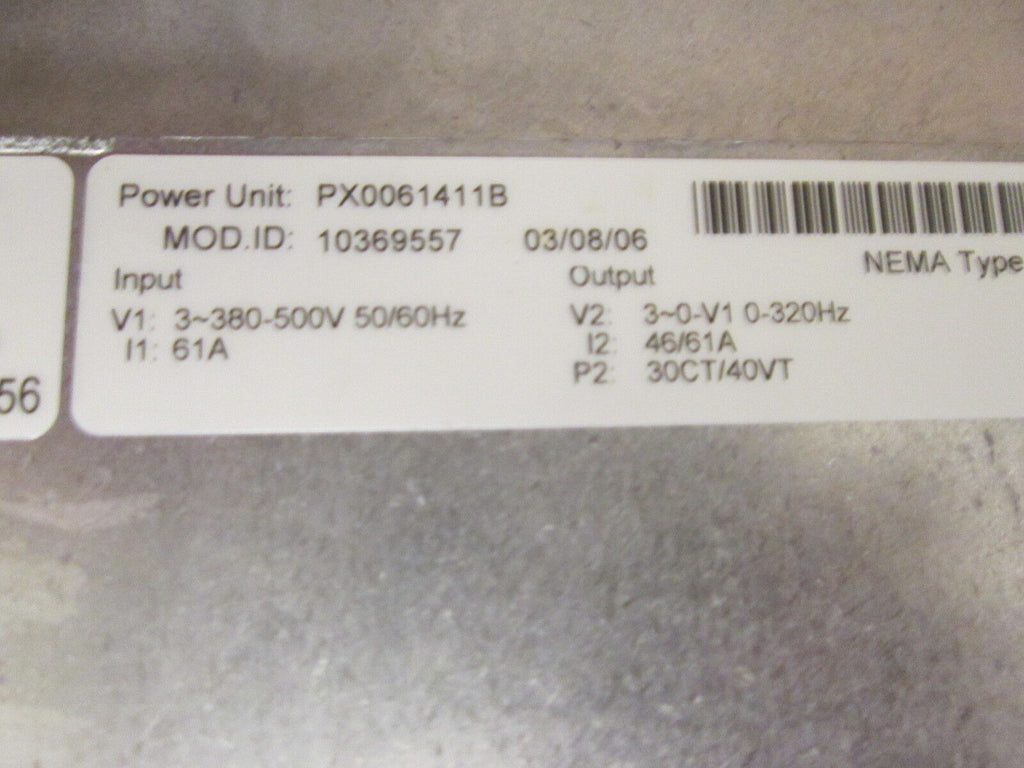 Power Unit: PX0061411B
MOD.ID: 10369557 03/08/06
NEMA Type
Input
V1: 3~380-500V 50/60Hz
I1: 61A
Output
V2: 3~0-V1 0-320Hz
I2: 46/61A
P2: 30CT/40VT
56